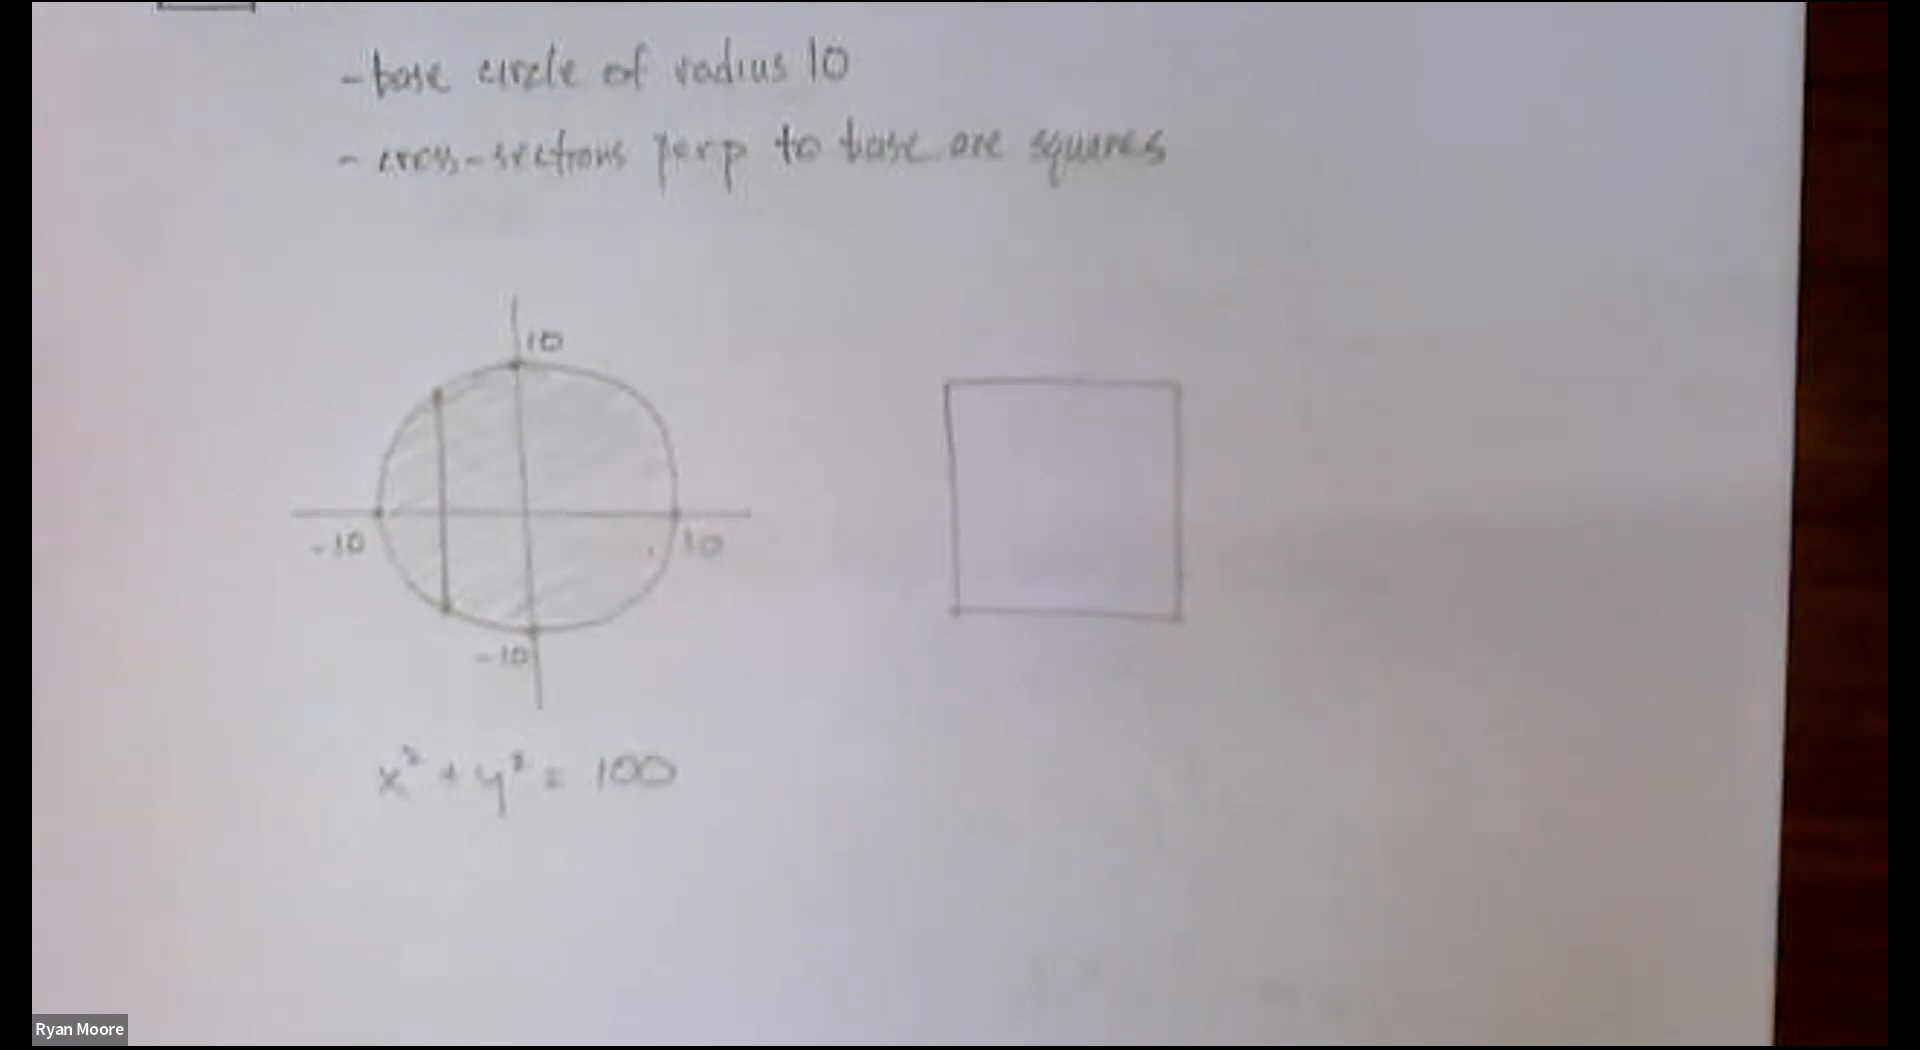 - base circle of radius 10
- cross-sections perp to base are squares
10
-10
10
-10
x² + y² = 100
Ryan Moore